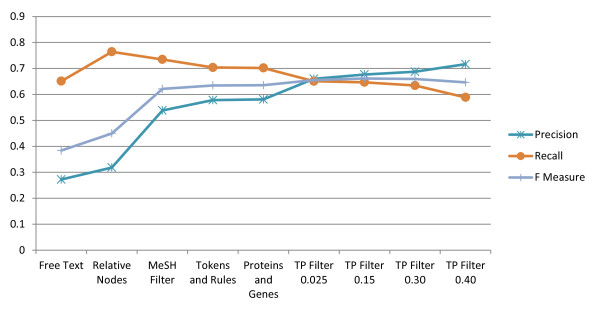 0.9
0.8
0.7
0.6
0.5
0.4
0.3
0.2
0.1
0
Free Text
Relative Nodes
MeSH Filter
Tokens and Rules
Proteins and Genes
TP Filter 0.025
TP Filter 0.15
TP Filter 0.30
TP Filter 0.40
Precision
Recall
F Measure